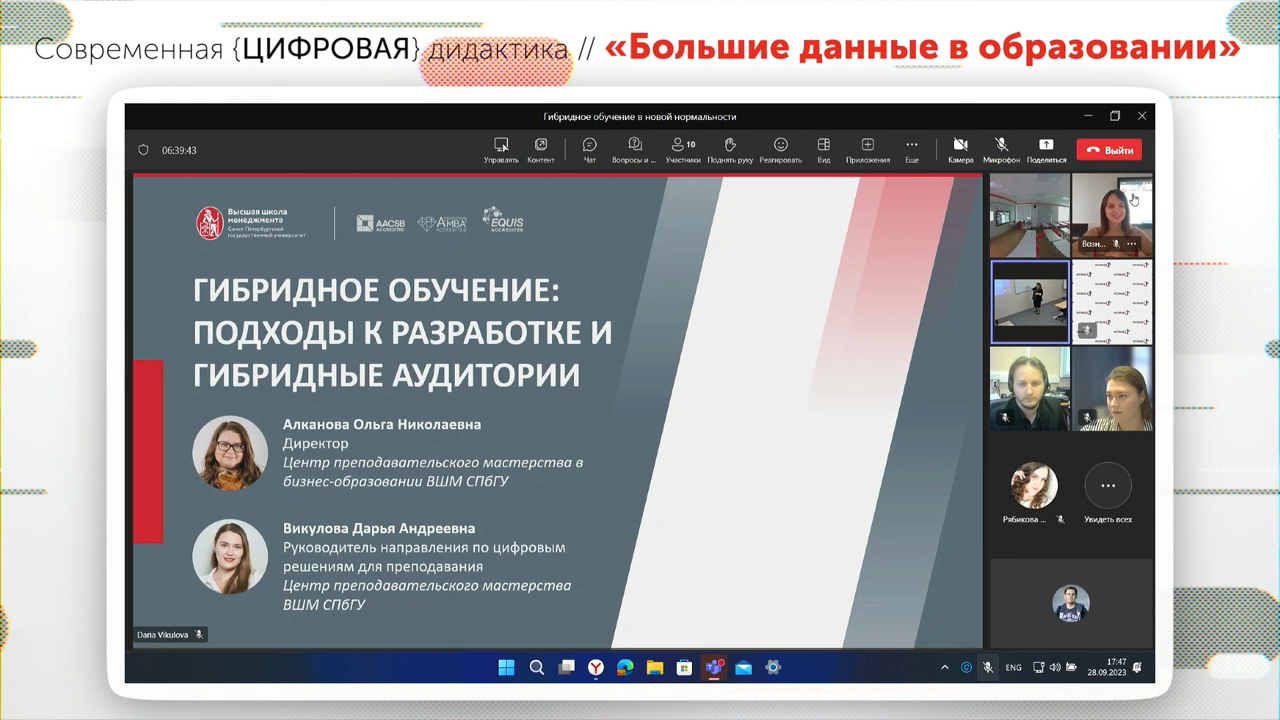 Современная {ЦИФРОВАЯ} дидактика // «Большие данные в образовании»
Гибридное обучение в новой нормальности
06:39:43
Управлять
Контент
Чат
Вопросы и ...
10
Участники
Поднять руку
Реагировать
Вид
Приложения
Еще
Камера
Микрофон
Поделиться
Выйти
Высшая школа
менеджмента
Санкт-Петербургский
государственный университет
AACSB
ACCREDITED
AMBA
ACCREDITED
EQUIS
ACCREDITED
ГИБРИДНОЕ ОБУЧЕНИЕ:
ПОДХОДЫ К РАЗРАБОТКЕ И
ГИБРИДНЫЕ АУДИТОРИИ
Алканова Ольга Николаевна
Директор
Центр преподавательского мастерства в
бизнес-образовании ВШМ СПбГУ
Викулова Дарья Андреевна
Руководитель направления по цифровым
решениям для преподавания
Центр преподавательского мастерства
ВШМ СПбГУ
Daria Vikulova
Возн...
Рябикова ...
Увидеть всех
ENG
17:47
28.09.2023